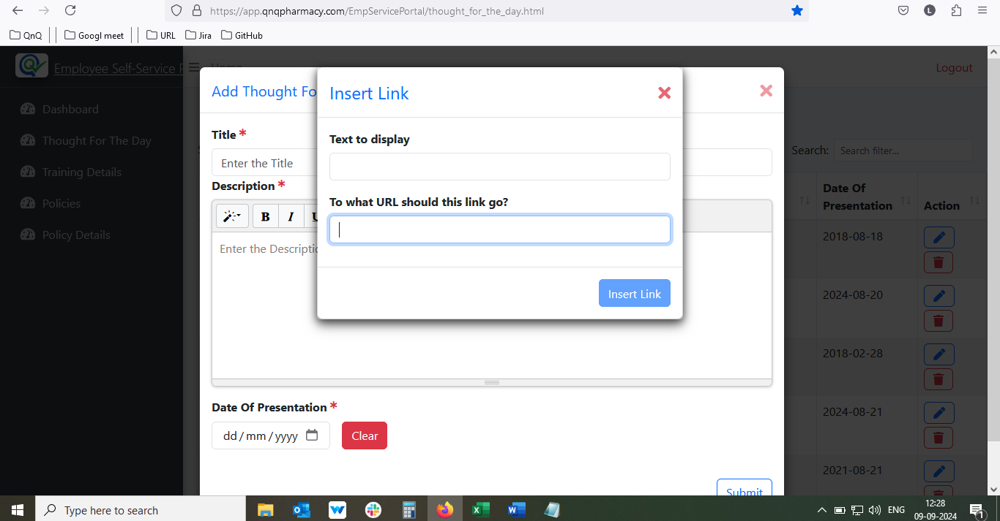 https://app.qnqpharmacy.com/EmpServicePortal/thought_for_the_day.html
L
QnQ
Googl meet
URL
Jira
GitHub
Employee Self-Service P
Home
Logout
Dashboard
Thought For The Day
Training Details
Policies
Policy Details
Add Thought Fo
Insert Link
Title *
Enter the Title
Text to display
Search:
Search filter...
Description *
To what URL should this link go?
B I U
Enter the Descriptio
Insert Link
Date Of Presentation
Action
2018-08-18
2024-08-20
2018-02-28
2024-08-21
2021-08-21
Date Of Presentation *
dd / mm / yyyy
Clear
Submit
Type here to search
ENG
12:28
09-09-2024
1